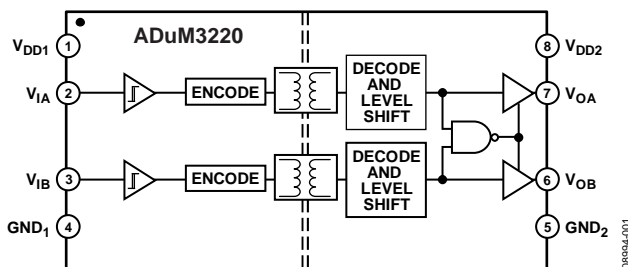 ADuM3220
VDD1 1
8 VDD2
VIA 2
ENCODE
DECODE
AND
LEVEL
SHIFT
7 VOA
VIB 3
ENCODE
DECODE
AND
LEVEL
SHIFT
6 VOB
GND1 4
5 GND2
08994-001